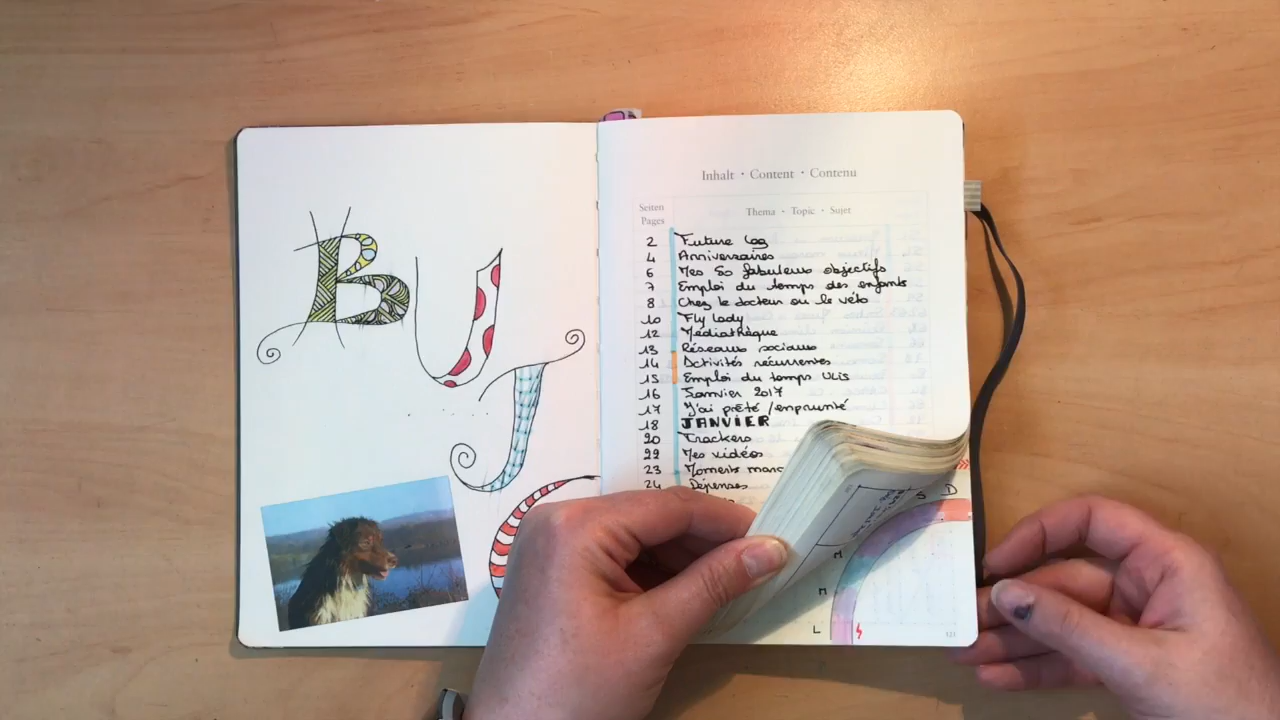 BUJ
Inhalt · Content · Contenu
Seiten
Pages
Thema · Topic · Sujet
2 Future log
4 Anniversaires
6 Mes 50 fabuleux objectifs
7 Emploi du temps des enfants
8 Chez le docteur ou le véto
10 Fly lady
12 Médiathèque
13 Réseaux sociaux
14 Activités récurrentes
15 Emploi du temps ULIS
16 Janvier 2017
17 J'ai prêté / emprunté
18 JANVIER
20 Trackers
22 Mes vidéos
23 Moments
24 Dépenses
S D
M
M
L